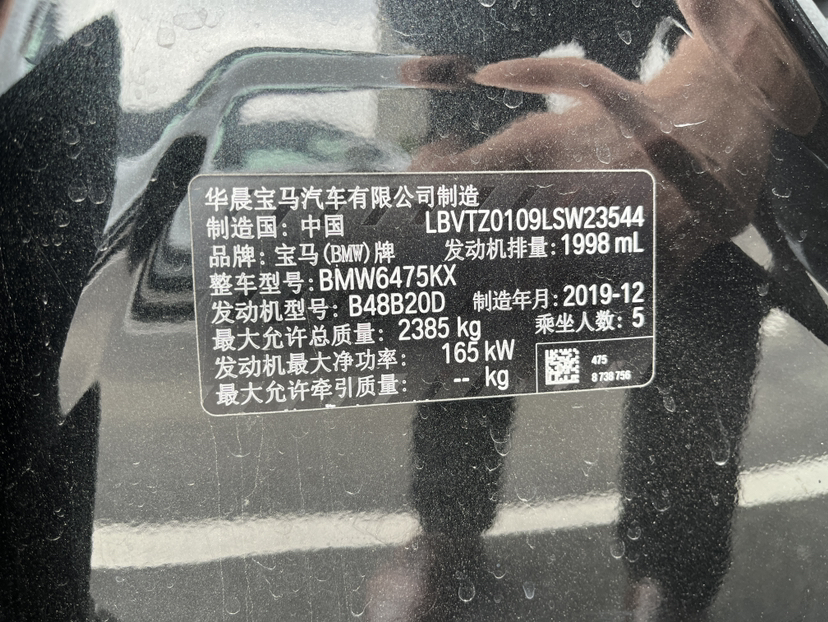 华晨宝马汽车有限公司制造
制造国：中国 LBVTZ0109LSW23544
品牌：宝马(BMW)牌 发动机排量：1998 mL
整车型号：BMW6475KX
发动机型号：B48B20D 制造年月：2019-12
最大允许总质量：2385 kg 乘坐人数：5
发动机最大净功率：165 kW
最大允许牵引质量：-- kg
475
8 738 756